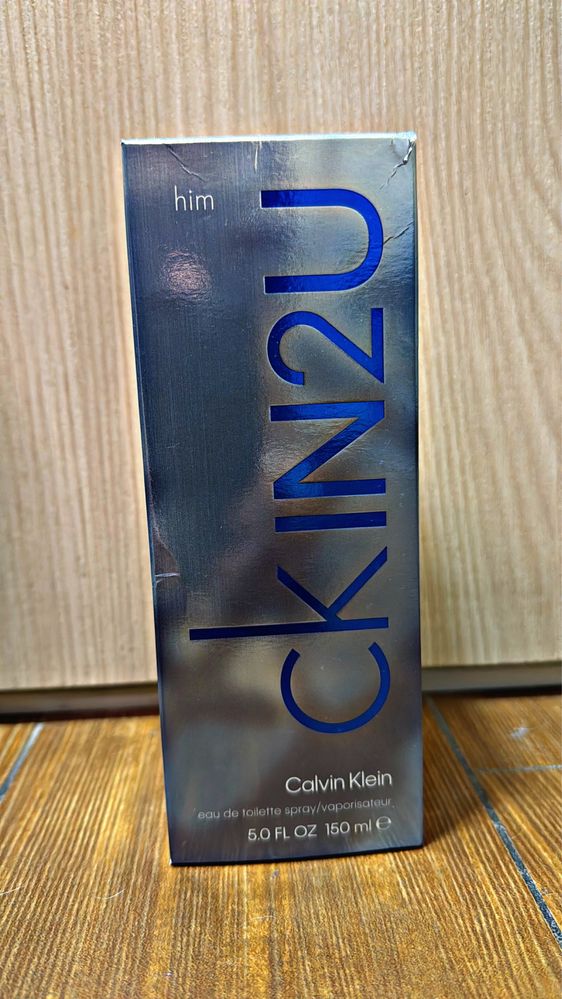 him
ckIN2U
Calvin Klein
eau de toilette spray/vaporisateur
5.0 FL OZ 150 ml ℮